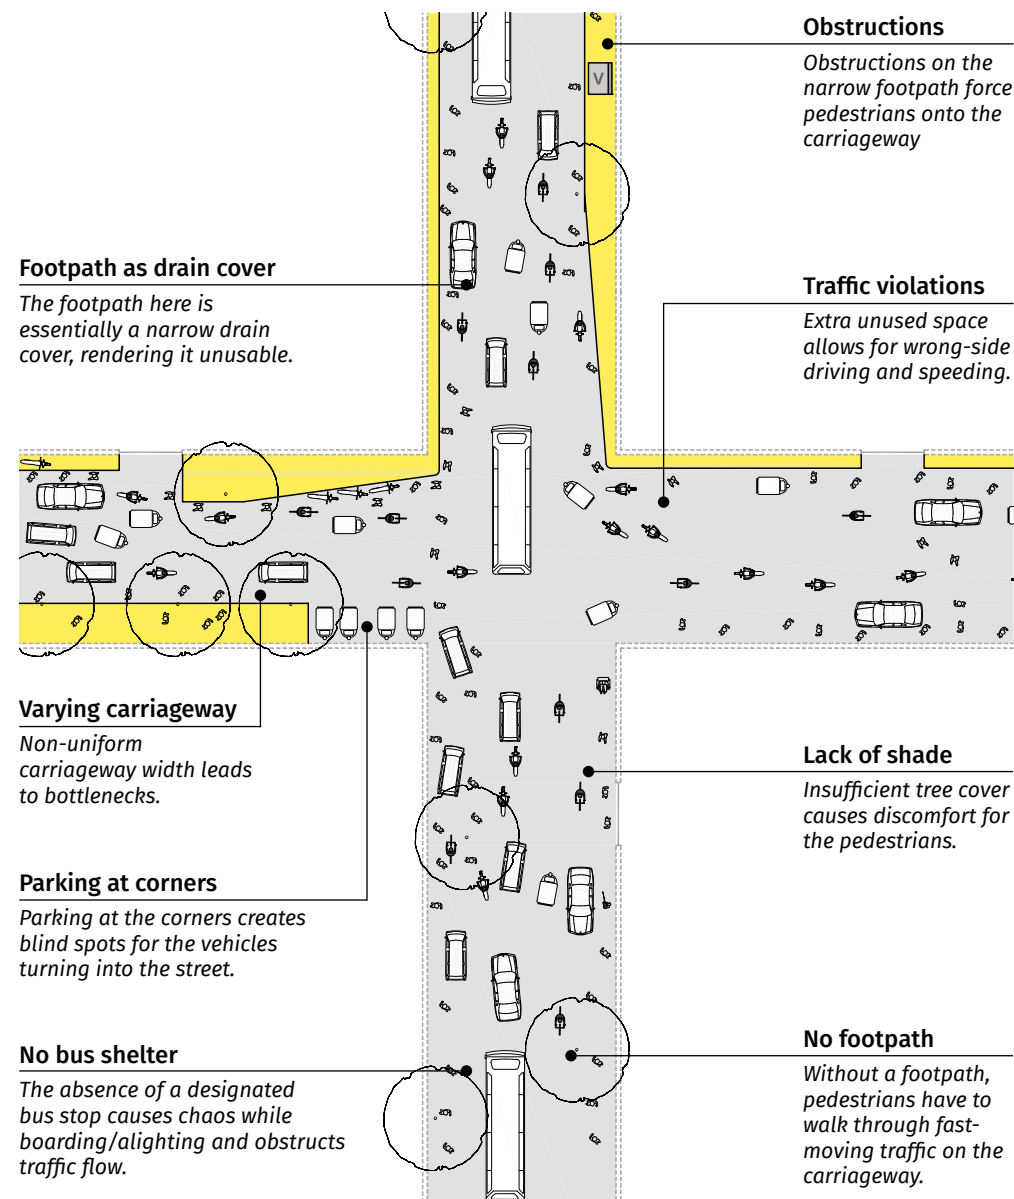 Obstructions
Obstructions on the
narrow footpath force
pedestrians onto the
carriageway
V
Footpath as drain cover
The footpath here is
essentially a narrow drain
cover, rendering it unusable.
Traffic violations
Extra unused space
allows for wrong-side
driving and speeding.
Varying carriageway
Non-uniform
carriageway width leads
to bottlenecks.
Lack of shade
Insufficient tree cover
causes discomfort for
the pedestrians.
Parking at corners
Parking at the corners creates
blind spots for the vehicles
turning into the street.
No bus shelter
The absence of a designated
bus stop causes chaos while
boarding/alighting and obstructs
traffic flow.
No footpath
Without a footpath,
pedestrians have to
walk through fast-
moving traffic on the
carriageway.